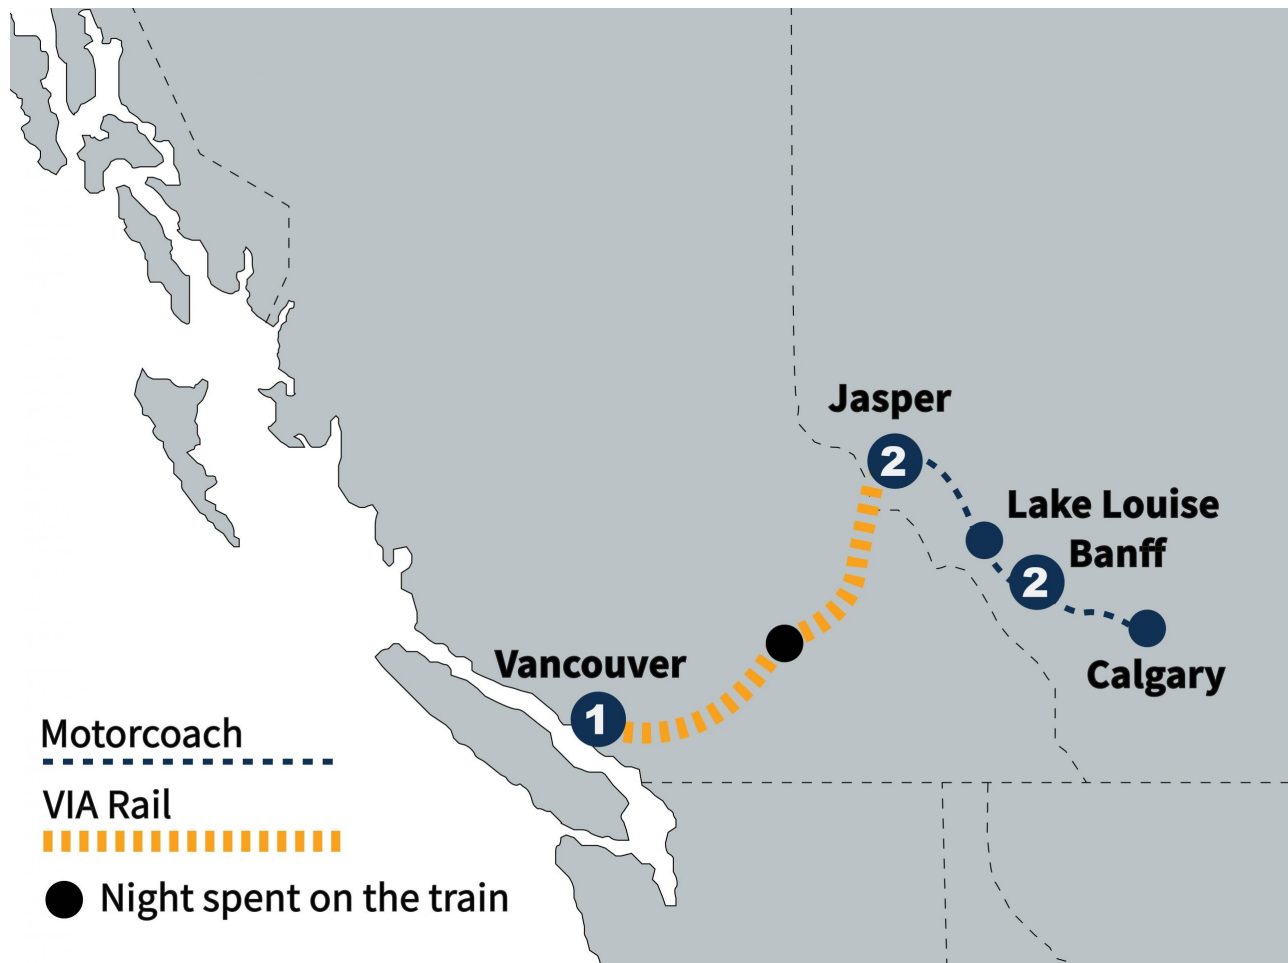 Jasper
2
Lake Louise
Banff
2
Vancouver
1
Calgary
Motorcoach
VIA Rail
Night spent on the train